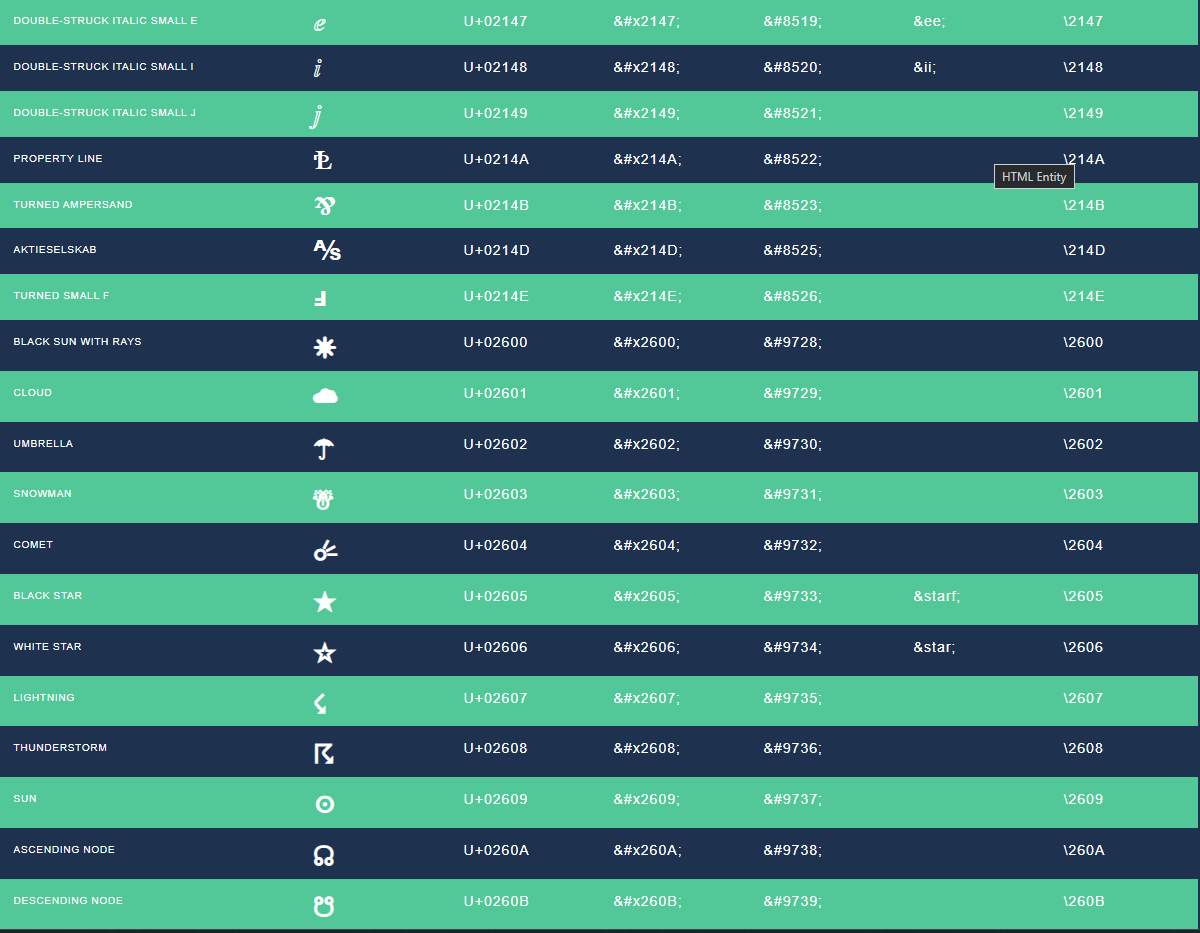 DOUBLE-STRUCK ITALIC SMALL E ⅇ U+02147 &#x2147; &#8519; &ee; \2147
DOUBLE-STRUCK ITALIC SMALL I ⅈ U+02148 &#x2148; &#8520; &ii; \2148
DOUBLE-STRUCK ITALIC SMALL J ⅉ U+02149 &#x2149; &#8521; \2149
PROPERTY LINE ⅊ U+0214A &#x214A; &#8522; \214A
HTML Entity
TURNED AMPERSAND ⅋ U+0214B &#x214B; &#8523; \214B
AKTIESELSKAB ⅍ U+0214D &#x214D; &#8525; \214D
TURNED SMALL F ⅎ U+0214E &#x214E; &#8526; \214E
BLACK SUN WITH RAYS ☀ U+02600 &#x2600; &#9728; \2600
CLOUD ☁ U+02601 &#x2601; &#9729; \2601
UMBRELLA ☂ U+02602 &#x2602; &#9730; \2602
SNOWMAN ☃ U+02603 &#x2603; &#9731; \2603
COMET ☄ U+02604 &#x2604; &#9732; \2604
BLACK STAR ★ U+02605 &#x2605; &#9733; &starf; \2605
WHITE STAR ☆ U+02606 &#x2606; &#9734; &star; \2606
LIGHTNING ☇ U+02607 &#x2607; &#9735; \2607
THUNDERSTORM ☈ U+02608 &#x2608; &#9736; \2608
SUN ☉ U+02609 &#x2609; &#9737; \2609
ASCENDING NODE ☊ U+0260A &#x260A; &#9738; \260A
DESCENDING NODE ☋ U+0260B &#x260B; &#9739; \260B